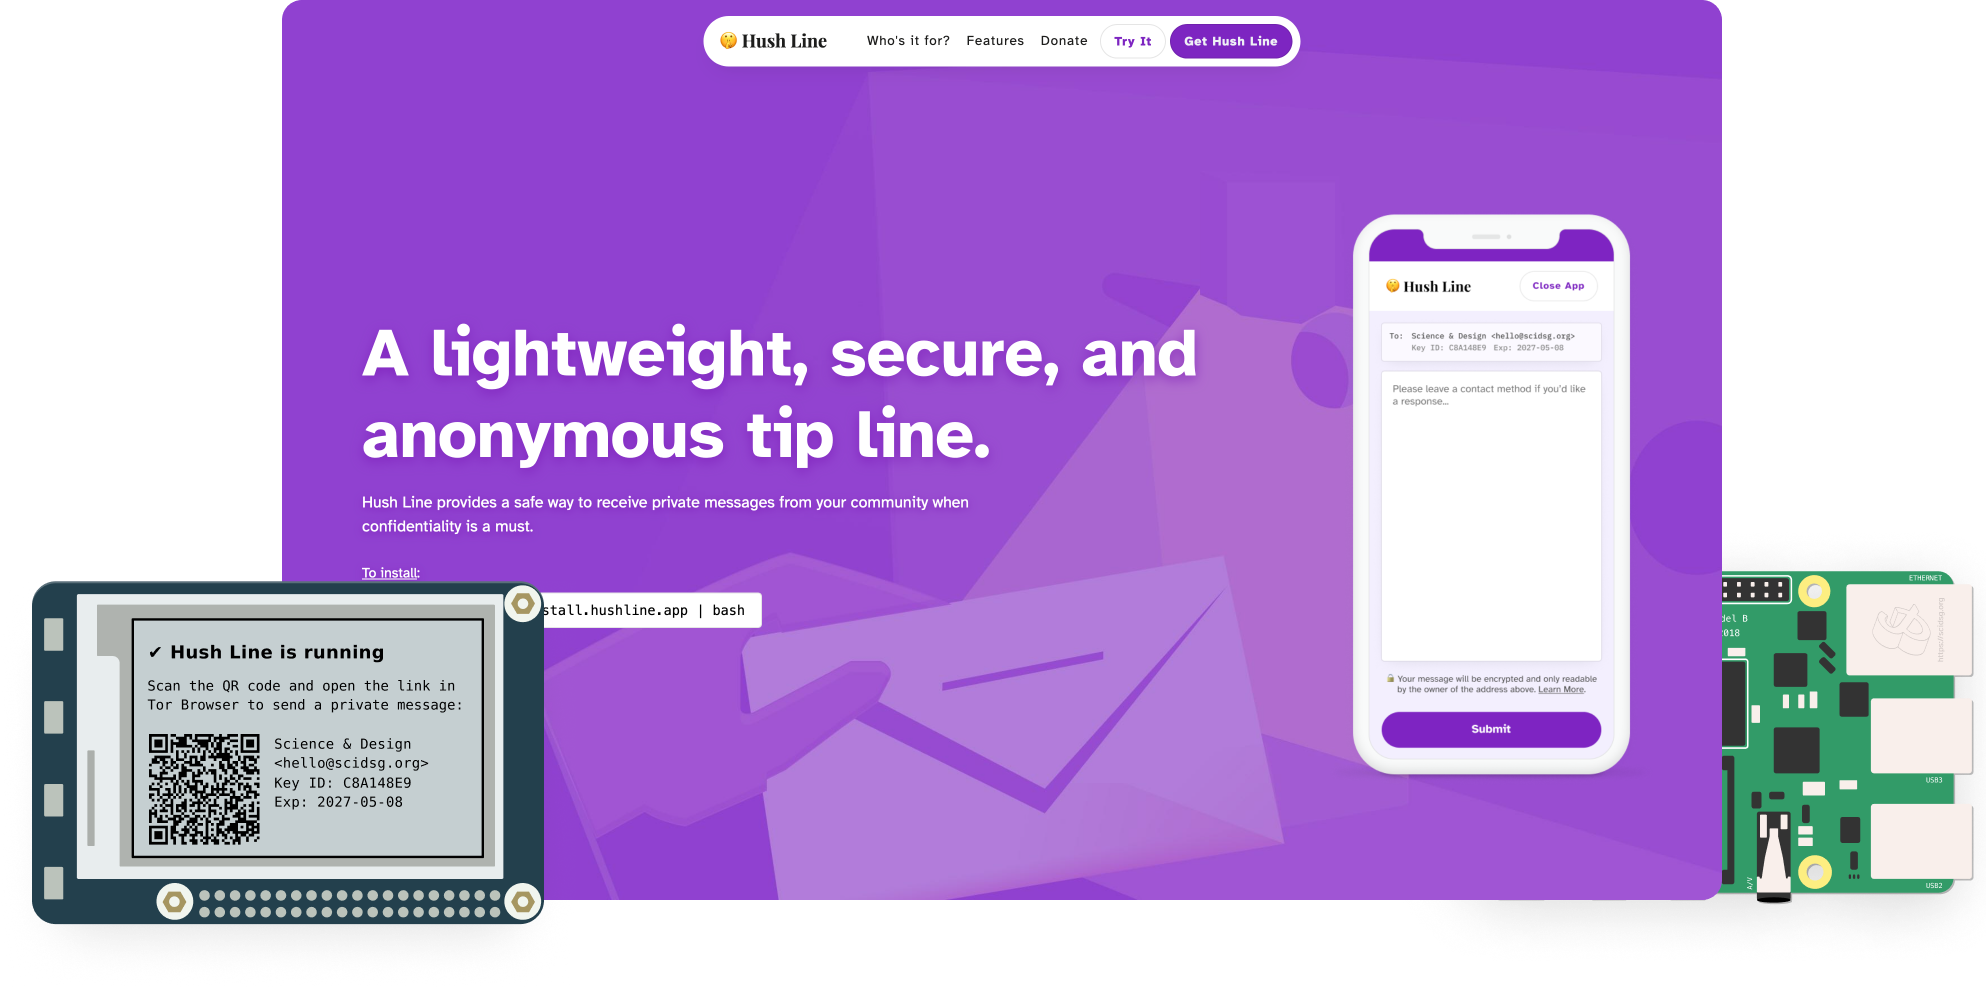 Hush Line
Who's it for?
Features
Donate
Try It
Get Hush Line
A lightweight, secure, and
anonymous tip line.
Hush Line provides a safe way to receive private messages from your community when
confidentiality is a must.
To install:
stall.hushline.app | bash
Hush Line
Close App
To: Science & Design <hello@scidsg.org>
Key ID: C8A148E9 Exp: 2027-05-08
Please leave a contact method if you'd like
a response...
🔒 Your message will be encrypted and only readable
by the owner of the address above. Learn More.
Submit
✔ Hush Line is running
Scan the QR code and open the link in
Tor Browser to send a private message:
Science & Design
<hello@scidsg.org>
Key ID: C8A148E9
Exp: 2027-05-08
ETHERNET
del B
2018
https://scidsg.org
USB3
USB2
A/V